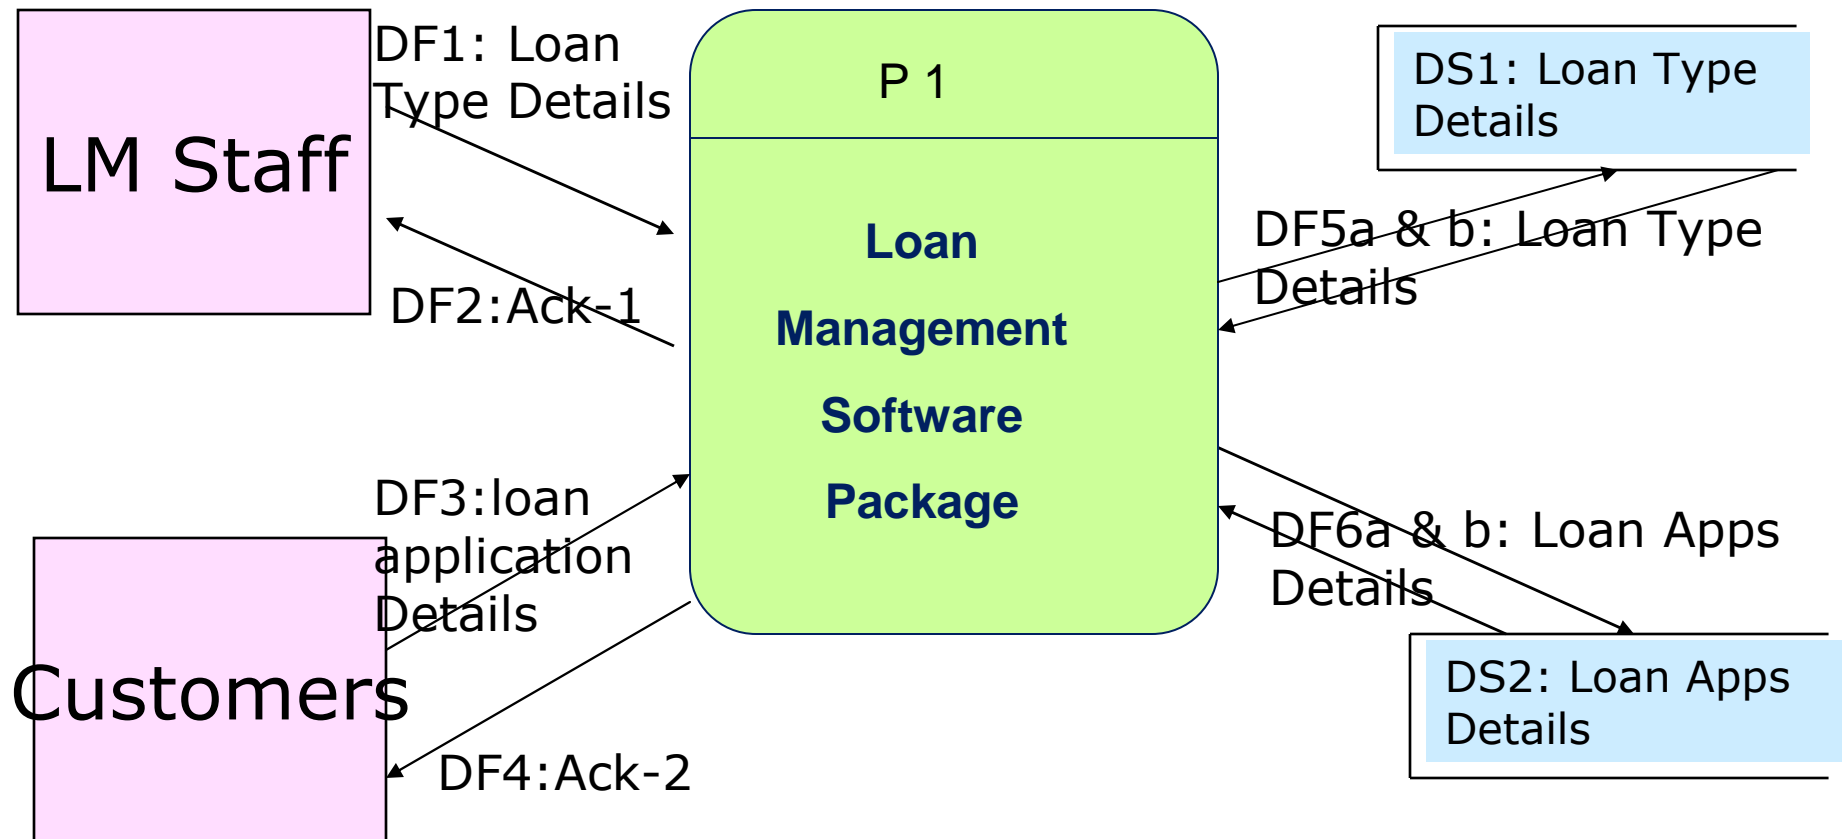 LM Staff
DF1: Loan
Type Details
DF2:Ack-1
P 1
Loan
Management
Software
Package
DS1: Loan Type
Details
DF5a & b: Loan Type
Details
Customers
DF3:loan
application
Details
DF4:Ack-2
DF6a & b: Loan Apps
Details
DS2: Loan Apps
Details